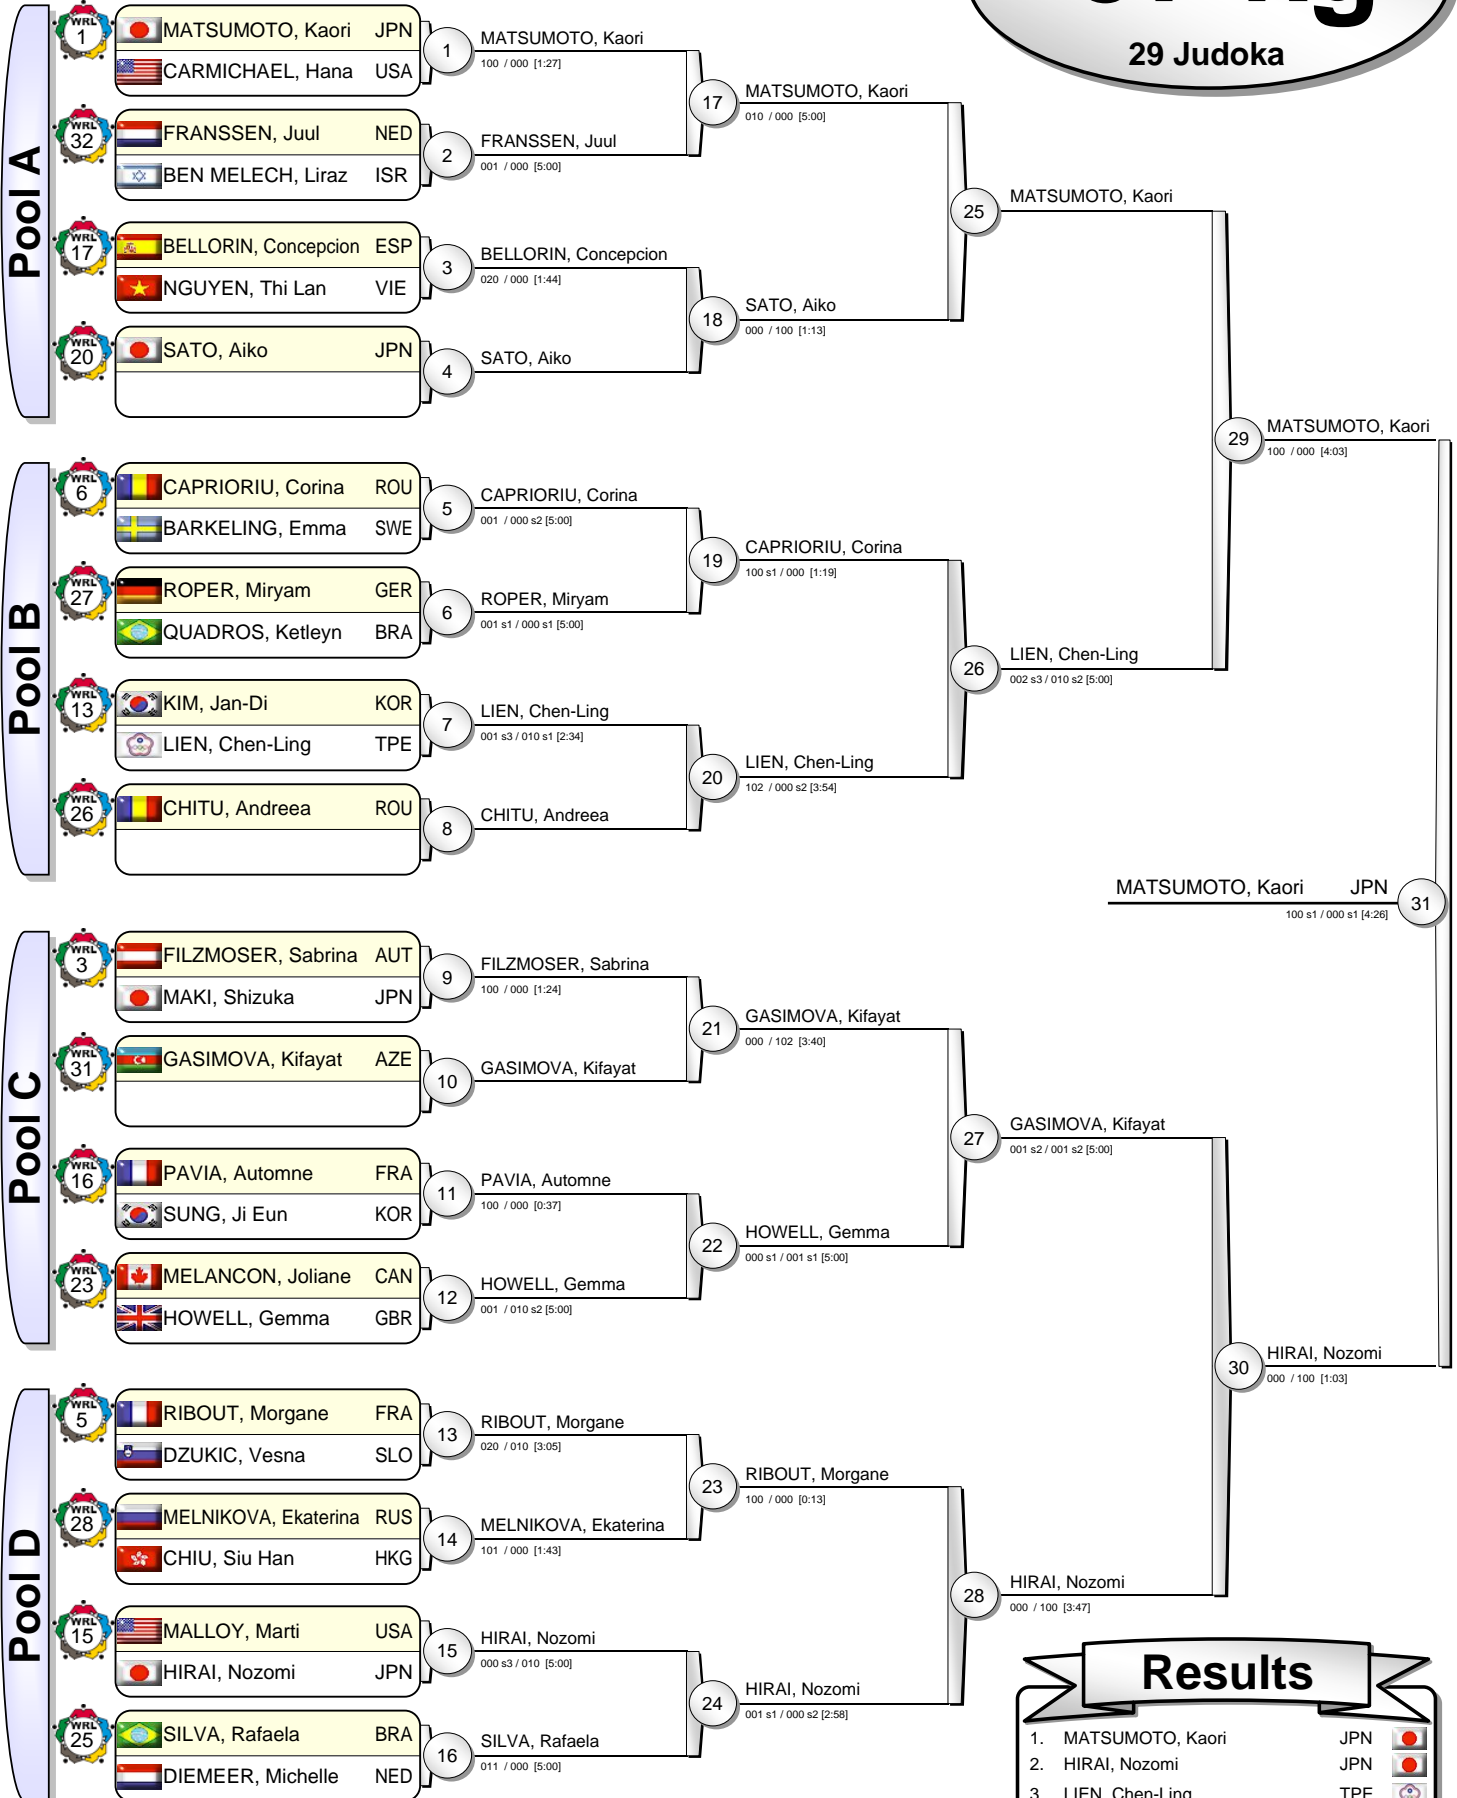 29 Judoka
Pool A
WRL 1
MATSUMOTO, Kaori JPN
CARMICHAEL, Hana USA
1
MATSUMOTO, Kaori
100 / 000 [1:27]
WRL 32
FRANSSEN, Juul NED
BEN MELECH, Liraz ISR
2
FRANSSEN, Juul
001 / 000 [5:00]
17
MATSUMOTO, Kaori
010 / 000 [5:00]
WRL 17
BELLORIN, Concepcion ESP
NGUYEN, Thi Lan VIE
3
BELLORIN, Concepcion
020 / 000 [1:44]
WRL 20
SATO, Aiko JPN
4
SATO, Aiko
18
SATO, Aiko
000 / 100 [1:13]
25
MATSUMOTO, Kaori
Pool B
WRL 6
CAPRIORIU, Corina ROU
BARKELING, Emma SWE
5
CAPRIORIU, Corina
001 / 000 s2 [5:00]
WRL 27
ROPER, Miryam GER
QUADROS, Ketleyn BRA
6
ROPER, Miryam
001 s1 / 000 s1 [5:00]
19
CAPRIORIU, Corina
100 s1 / 000 [1:19]
WRL 13
KIM, Jan-Di KOR
LIEN, Chen-Ling TPE
7
LIEN, Chen-Ling
001 s3 / 010 s1 [2:34]
WRL 26
CHITU, Andreea ROU
8
CHITU, Andreea
20
LIEN, Chen-Ling
102 / 000 s2 [3:54]
26
LIEN, Chen-Ling
002 s3 / 010 s2 [5:00]
29
MATSUMOTO, Kaori
100 / 000 [4:03]
MATSUMOTO, Kaori JPN
31
100 s1 / 000 s1 [4:26]
Pool C
WRL 3
FILZMOSER, Sabrina AUT
MAKI, Shizuka JPN
9
FILZMOSER, Sabrina
100 / 000 [1:24]
WRL 31
GASIMOVA, Kifayat AZE
10
GASIMOVA, Kifayat
21
GASIMOVA, Kifayat
000 / 102 [3:40]
WRL 16
PAVIA, Automne FRA
SUNG, Ji Eun KOR
11
PAVIA, Automne
100 / 000 [0:37]
WRL 23
MELANCON, Joliane CAN
HOWELL, Gemma GBR
12
HOWELL, Gemma
001 / 010 s2 [5:00]
22
HOWELL, Gemma
000 s1 / 001 s1 [5:00]
27
GASIMOVA, Kifayat
001 s2 / 001 s2 [5:00]
Pool D
WRL 5
RIBOUT, Morgane FRA
DZUKIC, Vesna SLO
13
RIBOUT, Morgane
020 / 010 [3:05]
WRL 28
MELNIKOVA, Ekaterina RUS
CHIU, Siu Han HKG
14
MELNIKOVA, Ekaterina
101 / 000 [1:43]
23
RIBOUT, Morgane
100 / 000 [0:13]
WRL 15
MALLOY, Marti USA
HIRAI, Nozomi JPN
15
HIRAI, Nozomi
000 s3 / 010 [5:00]
WRL 25
SILVA, Rafaela BRA
DIEMEER, Michelle NED
16
SILVA, Rafaela
011 / 000 [5:00]
24
HIRAI, Nozomi
001 s1 / 000 s2 [2:58]
28
HIRAI, Nozomi
000 / 100 [3:47]
30
HIRAI, Nozomi
000 / 100 [1:03]
Results
1. MATSUMOTO, Kaori JPN
2. HIRAI, Nozomi JPN
3. LIEN, Chen-Ling TPE